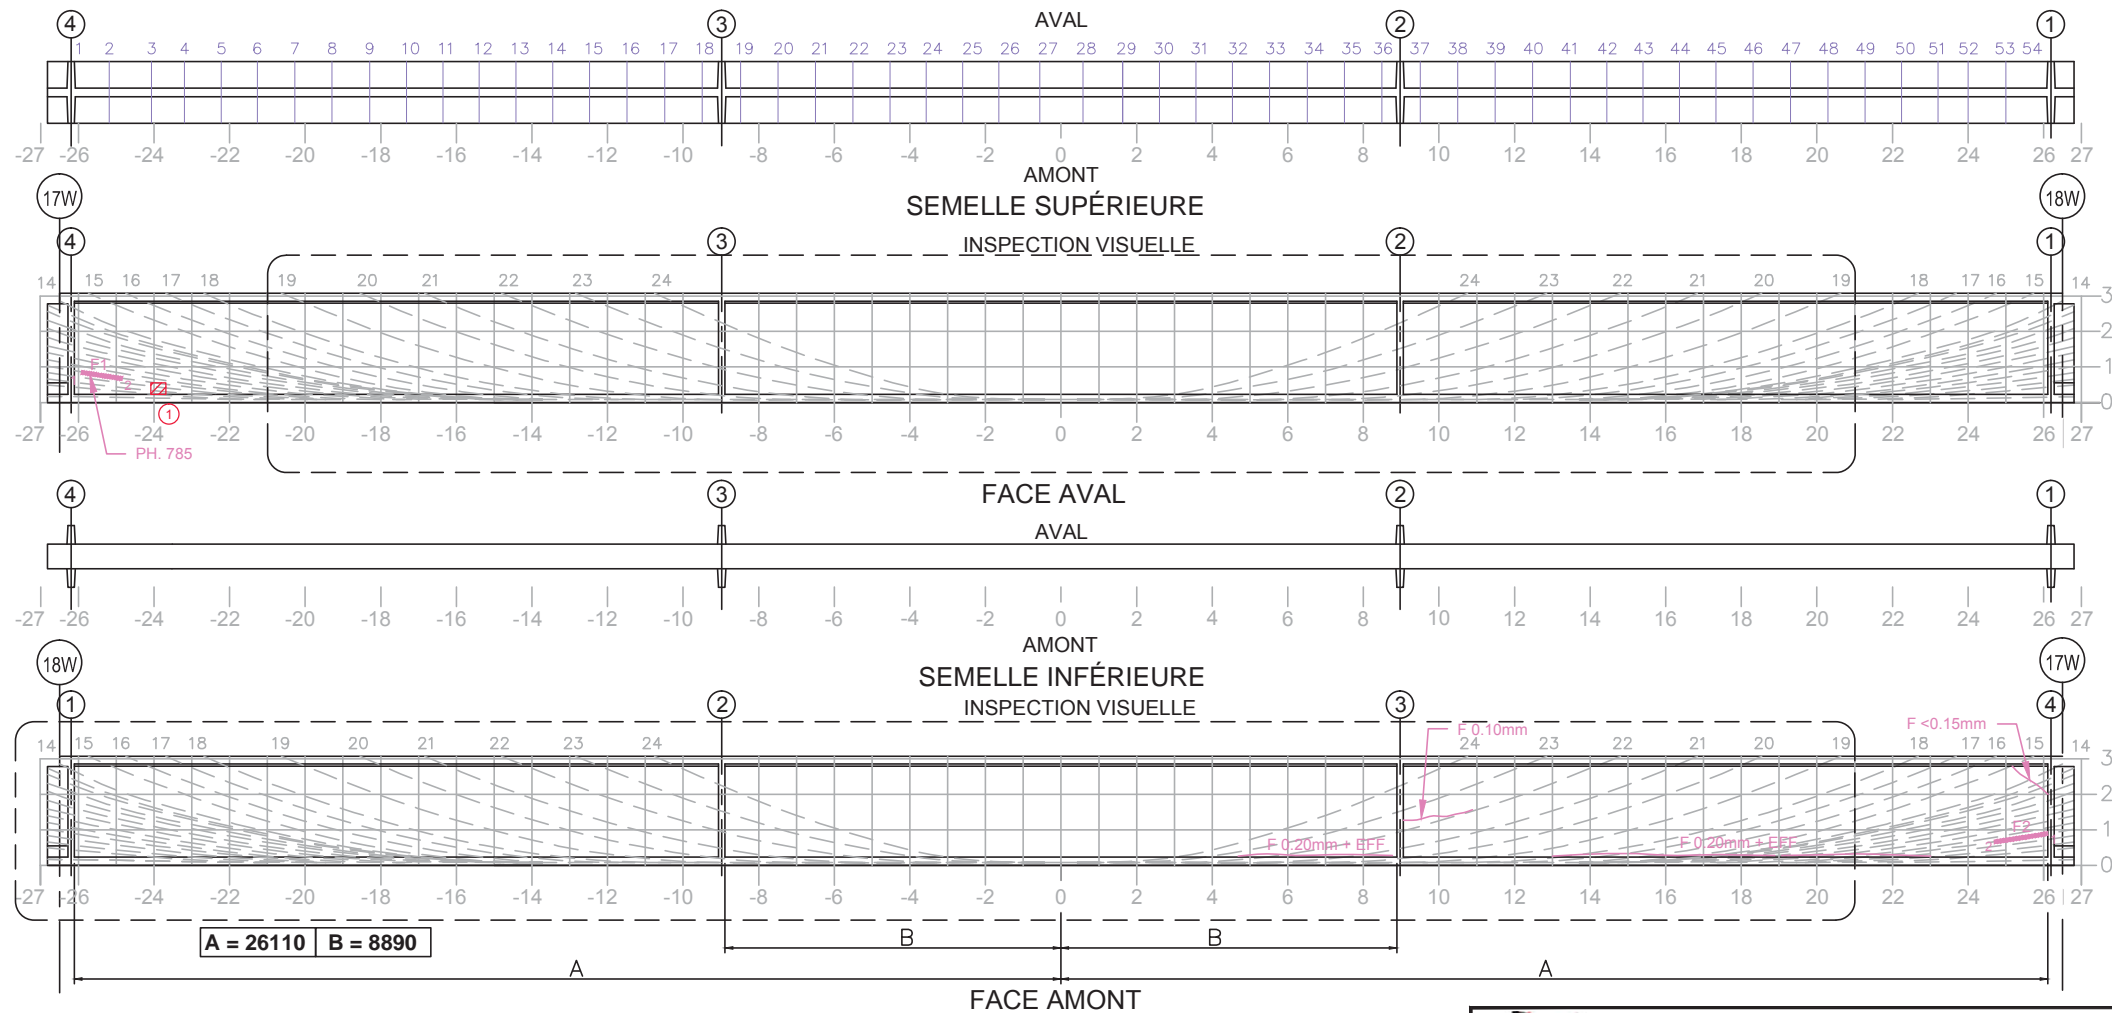 4 3 AVAL 2 1
1 2 3 4 5 6 7 8 9 10 11 12 13 14 15 16 17 18 19 20 21 22 23 24 25 26 27 28 29 30 31 32 33 34 35 36 37 38 39 40 41 42 43 44 45 46 47 48 49 50 51 52 53 54
-27 -26 -24 -22 -20 -18 -16 -14 -12 -10 -8 -6 -4 -2 0 2 4 6 8 10 12 14 16 18 20 22 24 26 27
AMONT
17W SEMELLE SUPÉRIEURE 18W
4 3 INSPECTION VISUELLE 2 1
14 15 16 17 18 19 20 21 22 23 24 24 23 22 21 20 19 18 17 16 15 14
3
2
F1 1
1 2
0
1
-27 -26 -24 -22 -20 -18 -16 -14 -12 -10 -8 -6 -4 -2 0 2 4 6 8 10 12 14 16 18 20 22 24 26 27
PH. 785
4 3 FACE AVAL 2 1
AVAL
-27 -26 -24 -22 -20 -18 -16 -14 -12 -10 -8 -6 -4 -2 0 2 4 6 8 10 12 14 16 18 20 22 24 26 27
AMONT
18W SEMELLE INFÉRIEURE 17W
1 2 INSPECTION VISUELLE 3 4
F 0.10mm F <0.15mm
14 15 16 17 18 19 20 21 22 23 24 24 23 22 21 20 19 18 17 16 15 14
3
2
F2 1
F 0.20mm + EFF F 0.20mm + EFF 2
0
-27 -26 -24 -22 -20 -18 -16 -14 -12 -10 -8 -6 -4 -2 0 2 4 6 8 10 12 14 16 18 20 22 24 26 27
A = 26110 B = 8890
B B
A A
FACE AMONT